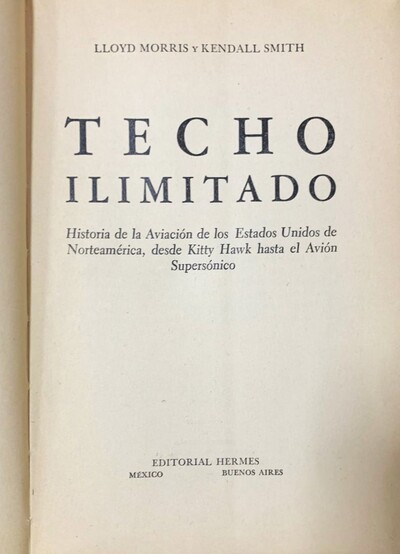 LLOYD MORRIS Y KENDALL SMITH
TECHO
ILIMITADO
Historia de la Aviación de los Estados Unidos de
Norteamérica, desde Kitty Hawk hasta el Avión
Supersónico
EDITORIAL HERMES
MÉXICO BUENOS AIRES